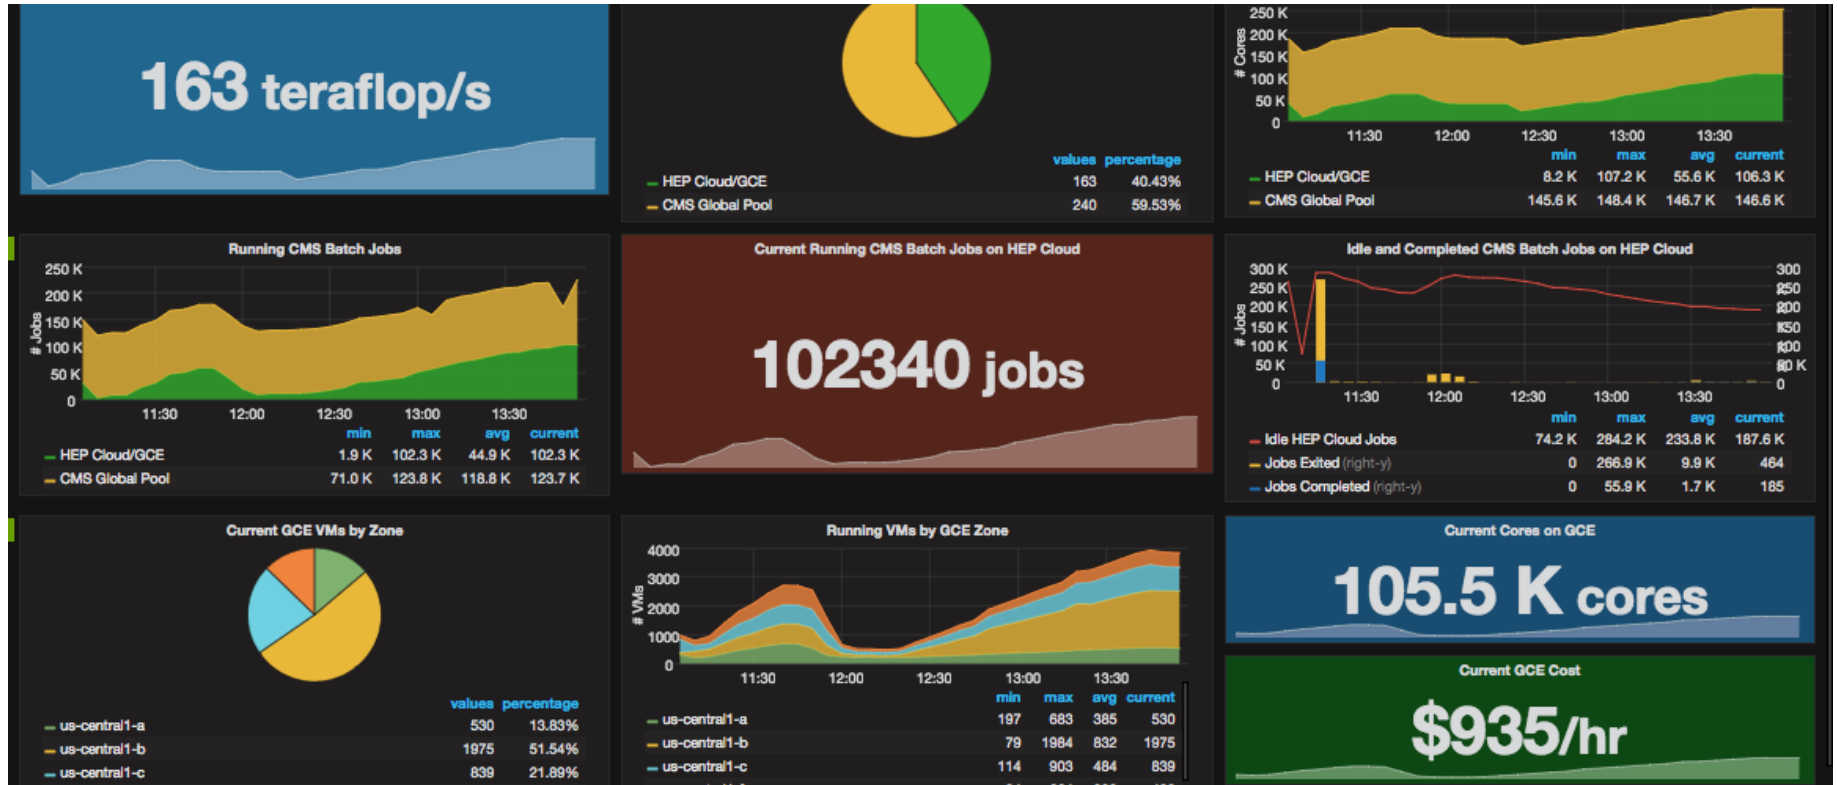 163 teraflop/s
values percentage
HEP Cloud/GCE 163 40.43%
CMS Global Pool 240 59.53%
250 K
200 K
150 K
100 K
50 K
0
# Cores
11:30 12:00 12:30 13:00 13:30
min max avg current
HEP Cloud/GCE 8.2 K 107.2 K 55.6 K 106.3 K
CMS Global Pool 145.6 K 148.4 K 146.7 K 146.6 K
Running CMS Batch Jobs
250 K
200 K
150 K
100 K
50 K
0
# Jobs
11:30 12:00 12:30 13:00 13:30
min max avg current
HEP Cloud/GCE 1.9 K 102.3 K 44.9 K 102.3 K
CMS Global Pool 71.0 K 123.8 K 118.8 K 123.7 K
Current Running CMS Batch Jobs on HEP Cloud
102340 jobs
Idle and Completed CMS Batch Jobs on HEP Cloud
300 K
250 K
200 K
150 K
100 K
50 K
0
# Jobs
300
0
11:30 12:00 12:30 13:00 13:30
min max avg current
Idle HEP Cloud Jobs 74.2 K 284.2 K 233.8 K 187.6 K
Jobs Exited (right-y) 0 266.9 K 9.9 K 464
Jobs Completed (right-y) 0 55.9 K 1.7 K 185
Current GCE VMs by Zone
values percentage
us-central1-a 530 13.83%
us-central1-b 1975 51.54%
us-central1-c 839 21.89%
Running VMs by GCE Zone
4000
3000
2000
1000
0
# VMs
11:30 12:00 12:30 13:00 13:30
min max avg current
us-central1-a 197 683 385 530
us-central1-b 79 1984 832 1975
us-central1-c 114 903 484 839
Current Cores on GCE
105.5 K cores
Current GCE Cost
$935/hr